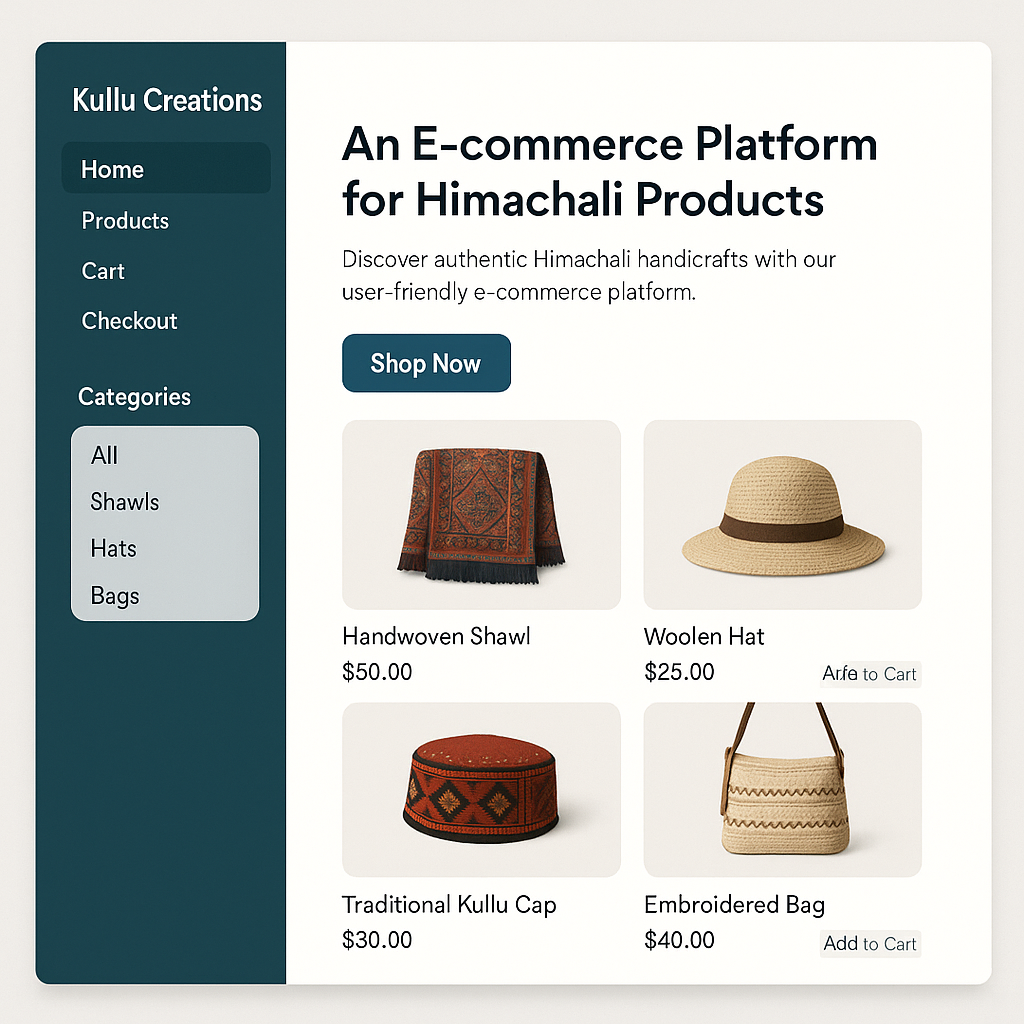 Kullu Creations
Home
Products
Cart
Checkout
Categories
All
Shawls
Hats
Bags
An E-commerce Platform
for Himachali Products
Discover authentic Himachali handicrafts with our
user-friendly e-commerce platform.
Shop Now
Handwoven Shawl
$50.00
Woolen Hat
$25.00
to Cart
Traditional Kullu Cap
$30.00
Embroidered Bag
$40.00
Add to Cart